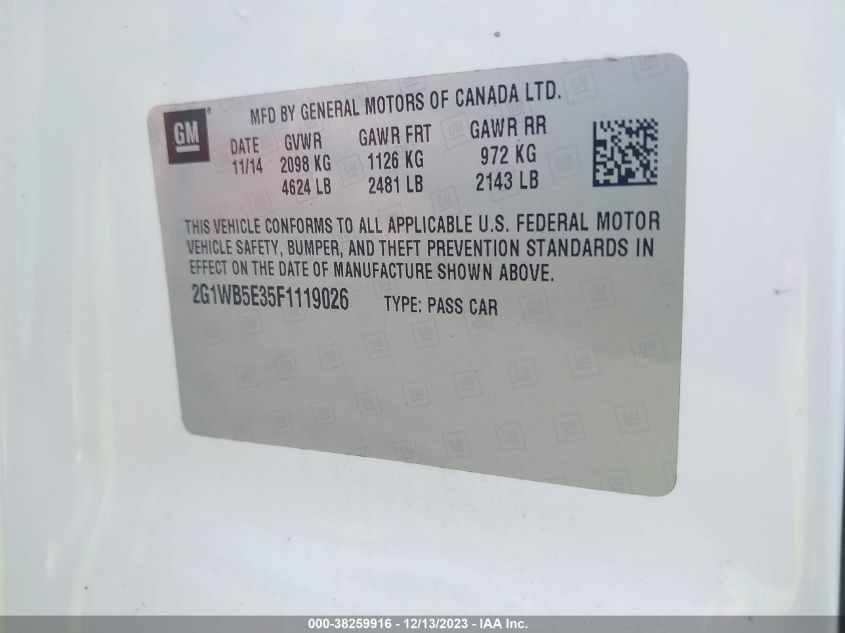 GM®
MFD BY GENERAL MOTORS OF CANADA LTD.
DATE GVWR GAWR FRT GAWR RR
11/14 2098 KG 1126 KG 972 KG
4624 LB 2481 LB 2143 LB
THIS VEHICLE CONFORMS TO ALL APPLICABLE U.S. FEDERAL MOTOR
VEHICLE SAFETY, BUMPER, AND THEFT PREVENTION STANDARDS IN
EFFECT ON THE DATE OF MANUFACTURE SHOWN ABOVE.
2G1WB5E35F1119026 TYPE: PASS CAR
000-38259916 - 12/13/2023 - IAA Inc.